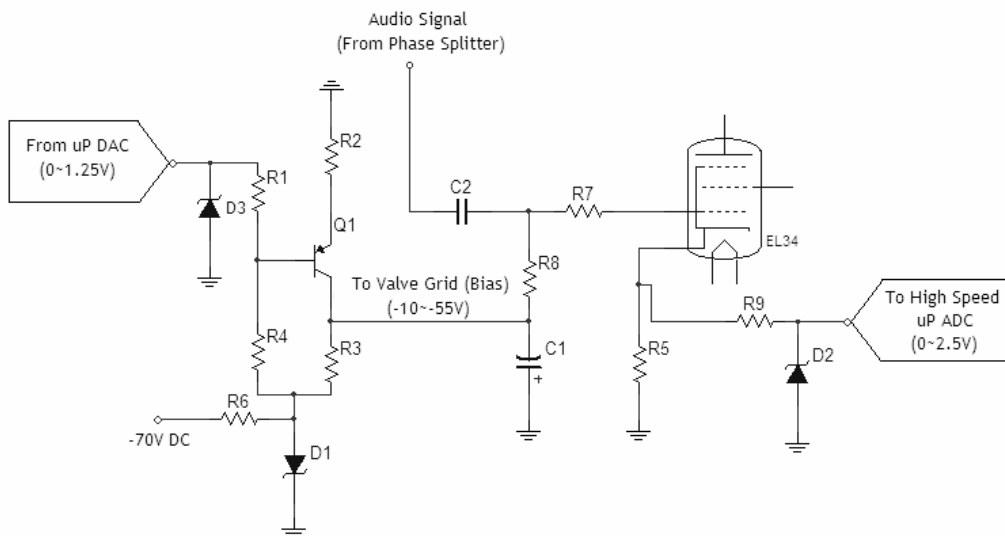 Audio Signal
(From Phase Splitter)
From uP DAC
(0~1.25V)
R1
R2
D3
Q1
C2
R7
EL34
R8
To Valve Grid (Bias)
(-10~-55V)
R4
R3
C1
+
R9
To High Speed
uP ADC
(0~2.5V)
R5
D2
R6
-70V DC
D1